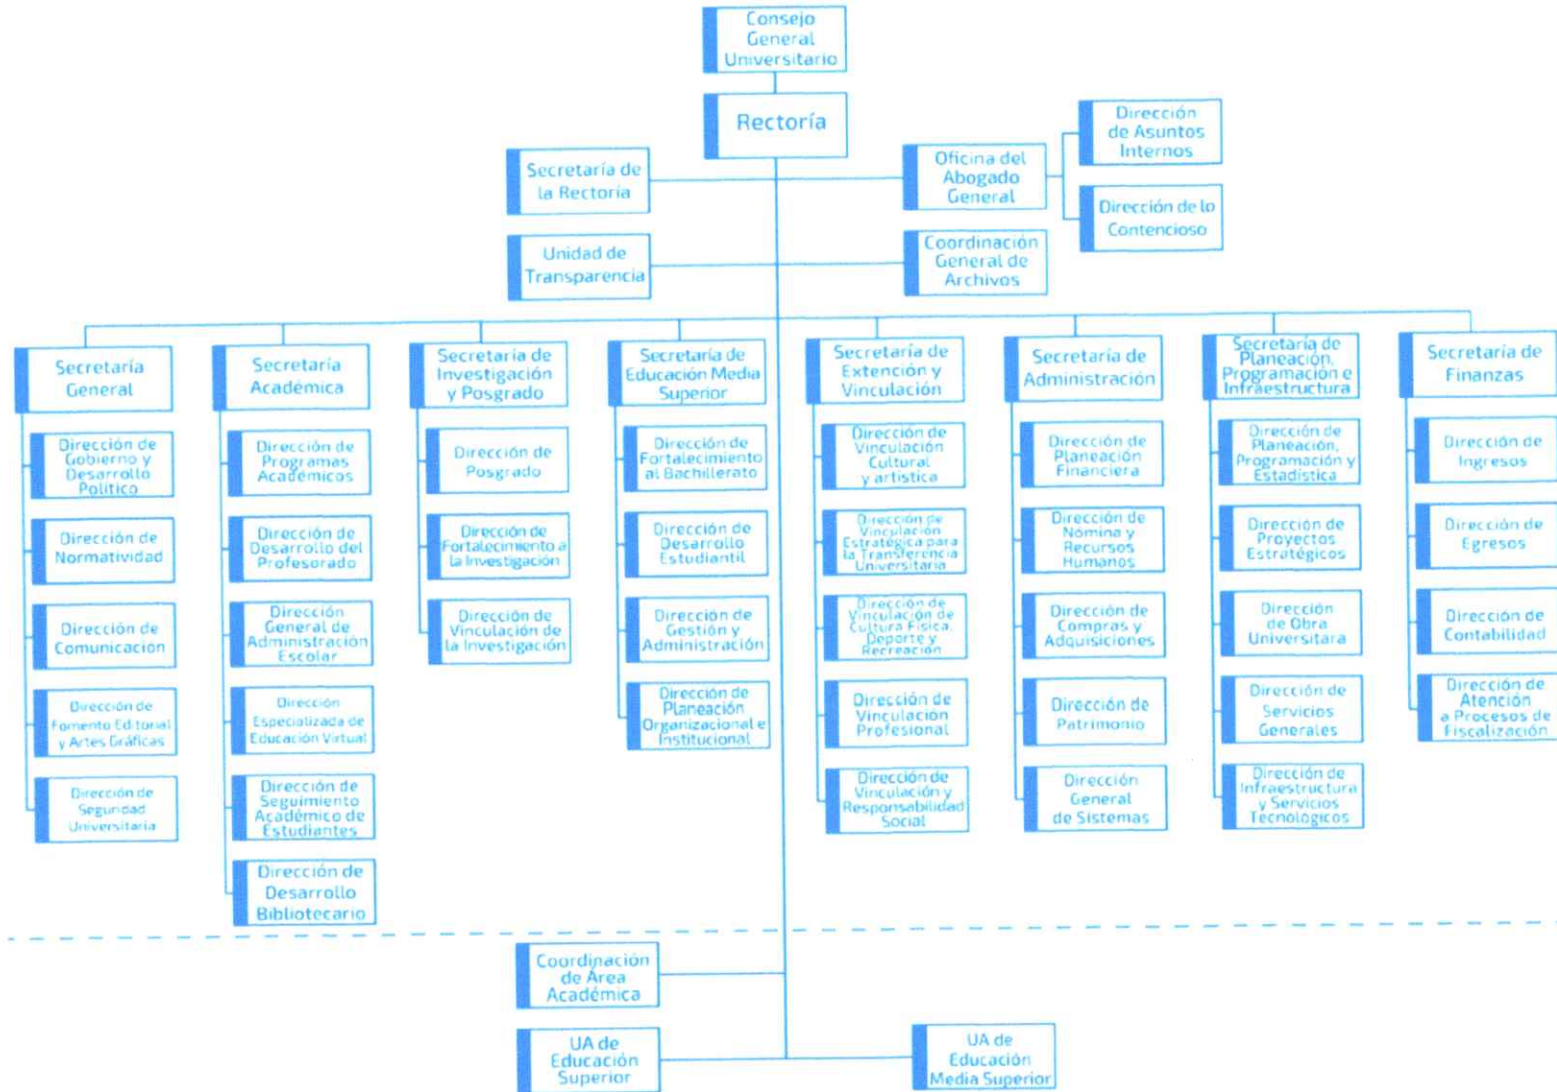 Consejo
General
Universitario
Rectoría
Dirección
de Asuntos
Internos
Secretaría de
la Rectoría
Oficina del
Abogado
General
Dirección de lo
Contencioso
Unidad de
Transparencia
Coordinación
General de
Archivos
Secretaría
General
Dirección de
Gobierno y
Desarrollo
Político
Dirección de
Normatividad
Dirección de
Comunicación
Dirección de
Fomento Editorial
y Artes Gráficas
Dirección de
Seguridad
Universitaria
Secretaría
Académica
Dirección de
Programas
Académicos
Dirección de
Desarrollo del
Profesorado
Dirección
General de
Administración
Escolar
Dirección
Especializada de
Educación Virtual
Dirección de
Seguimiento
Académico de
Estudiantes
Dirección de
Desarrollo
Bibliotecario
Secretaría de
Investigación
y Posgrado
Dirección de
Posgrado
Dirección de
Fortalecimiento a
la Investigación
Dirección de
Vinculación de
la Investigación
Secretaría de
Educación Media
Superior
Dirección de
Fortalecimiento
al Bachillerato
Dirección de
Desarrollo
Estudiantil
Dirección de
Gestión y
Administración
Dirección de
Planeación
Organizacional e
Institucional
Secretaría de
Extención y
Vinculación
Dirección de
Vinculación
Cultural
y artística
Dirección de
Vinculación
Estratégica para
la Transferencia
Universitaria
Dirección de
Vinculación de
Cultura Física,
Deporte y
Recreación
Dirección de
Vinculación
Profesional
Dirección de
Vinculación y
Responsabilidad
Social
Secretaría de
Administración
Dirección de
Planeación
Financiera
Dirección de
Nómina y
Recursos
Humanos
Dirección de
Compras y
Adquisiciones
Dirección de
Patrimonio
Dirección
General
de Sistemas
Secretaría de
Planeación,
Programación e
Infraestructura
Dirección de
Planeación,
Programación y
Estadística
Dirección de
Proyectos
Estratégicos
Dirección
de Obra
Universitara
Dirección de
Servicios
Generales
Dirección de
Infraestructura
y Servicios
Tecnológicos
Secretaría de
Finanzas
Dirección de
Ingresos
Dirección de
Egresos
Dirección de
Contabilidad
Dirección de
Atención
a Procesos de
Fiscalización
Coordinación
de Área
Académica
UA de
Educación
Superior
UA de
Educación
Media Superior